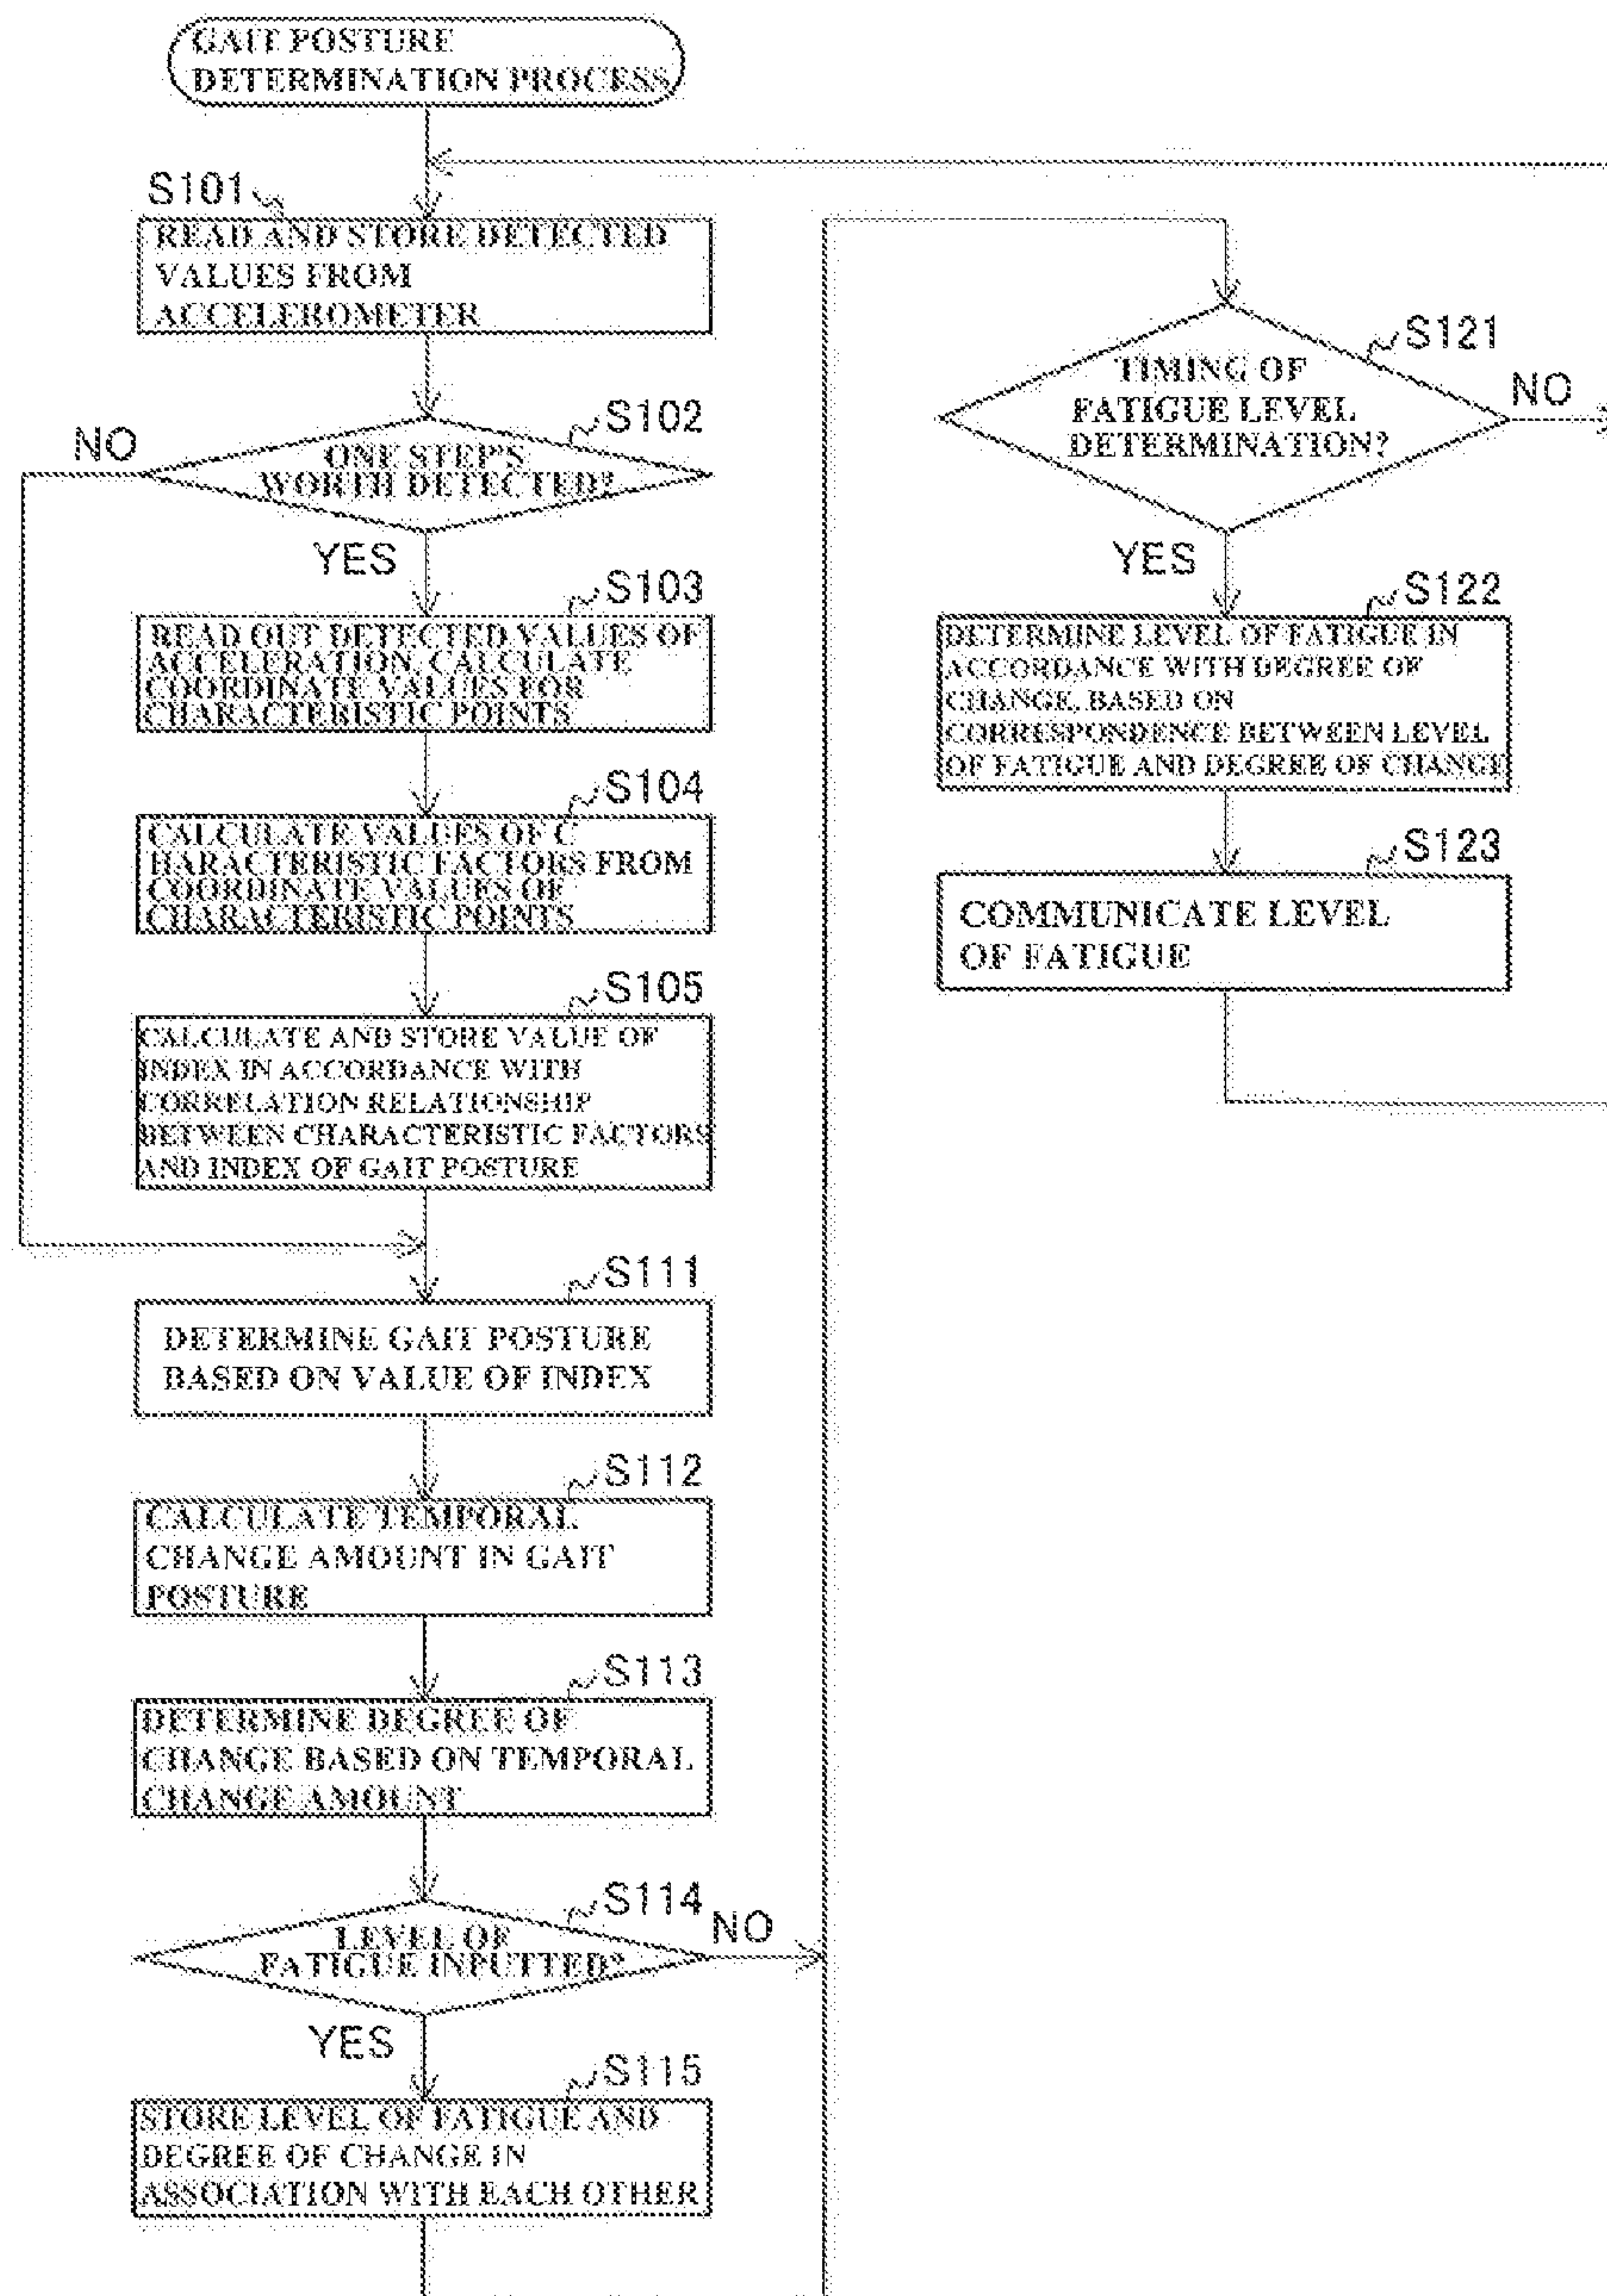 GAIT POSTURE
DETERMINATION PROCESS
S101
READ AND STORE DETECTED
VALUES FROM
ACCELEROMETER
S102
NO
ONE STEP'S
WORTH DETECTED?
YES
S103
READ OUT DETECTED VALUES OF
ACCELERATION, CALCULATE
COORDINATE VALUES FOR
CHARACTERISTIC POINTS
S104
CALCULATE VALUES OF C
HARACTERISTIC FACTORS FROM
COORDINATE VALUES OF
CHARACTERISTIC POINTS
S105
CALCULATE AND STORE VALUE OF
INDEX IN ACCORDANCE WITH
CORRELATION RELATIONSHIP
BETWEEN CHARACTERISTIC FACTORS
AND INDEX OF GAIT POSTURE
S111
DETERMINE GAIT POSTURE
BASED ON VALUE OF INDEX
S112
CALCULATE TEMPORAL
CHANGE AMOUNT IN GAIT
POSTURE
S113
DETERMINE DEGREE OF
CHANGE BASED ON TEMPORAL
CHANGE AMOUNT
S114
NO
LEVEL OF
FATIGUE INPUTTED?
YES
S115
STORE LEVEL OF FATIGUE AND
DEGREE OF CHANGE IN
ASSOCIATION WITH EACH OTHER
S121
TIMING OF
FATIGUE LEVEL
DETERMINATION?
NO
YES
S122
DETERMINE LEVEL OF FATIGUE IN
ACCORDANCE WITH DEGREE OF
CHANGE, BASED ON
CORRESPONDENCE BETWEEN LEVEL
OF FATIGUE AND DEGREE OF CHANGE
S123
COMMUNICATE LEVEL
OF FATIGUE